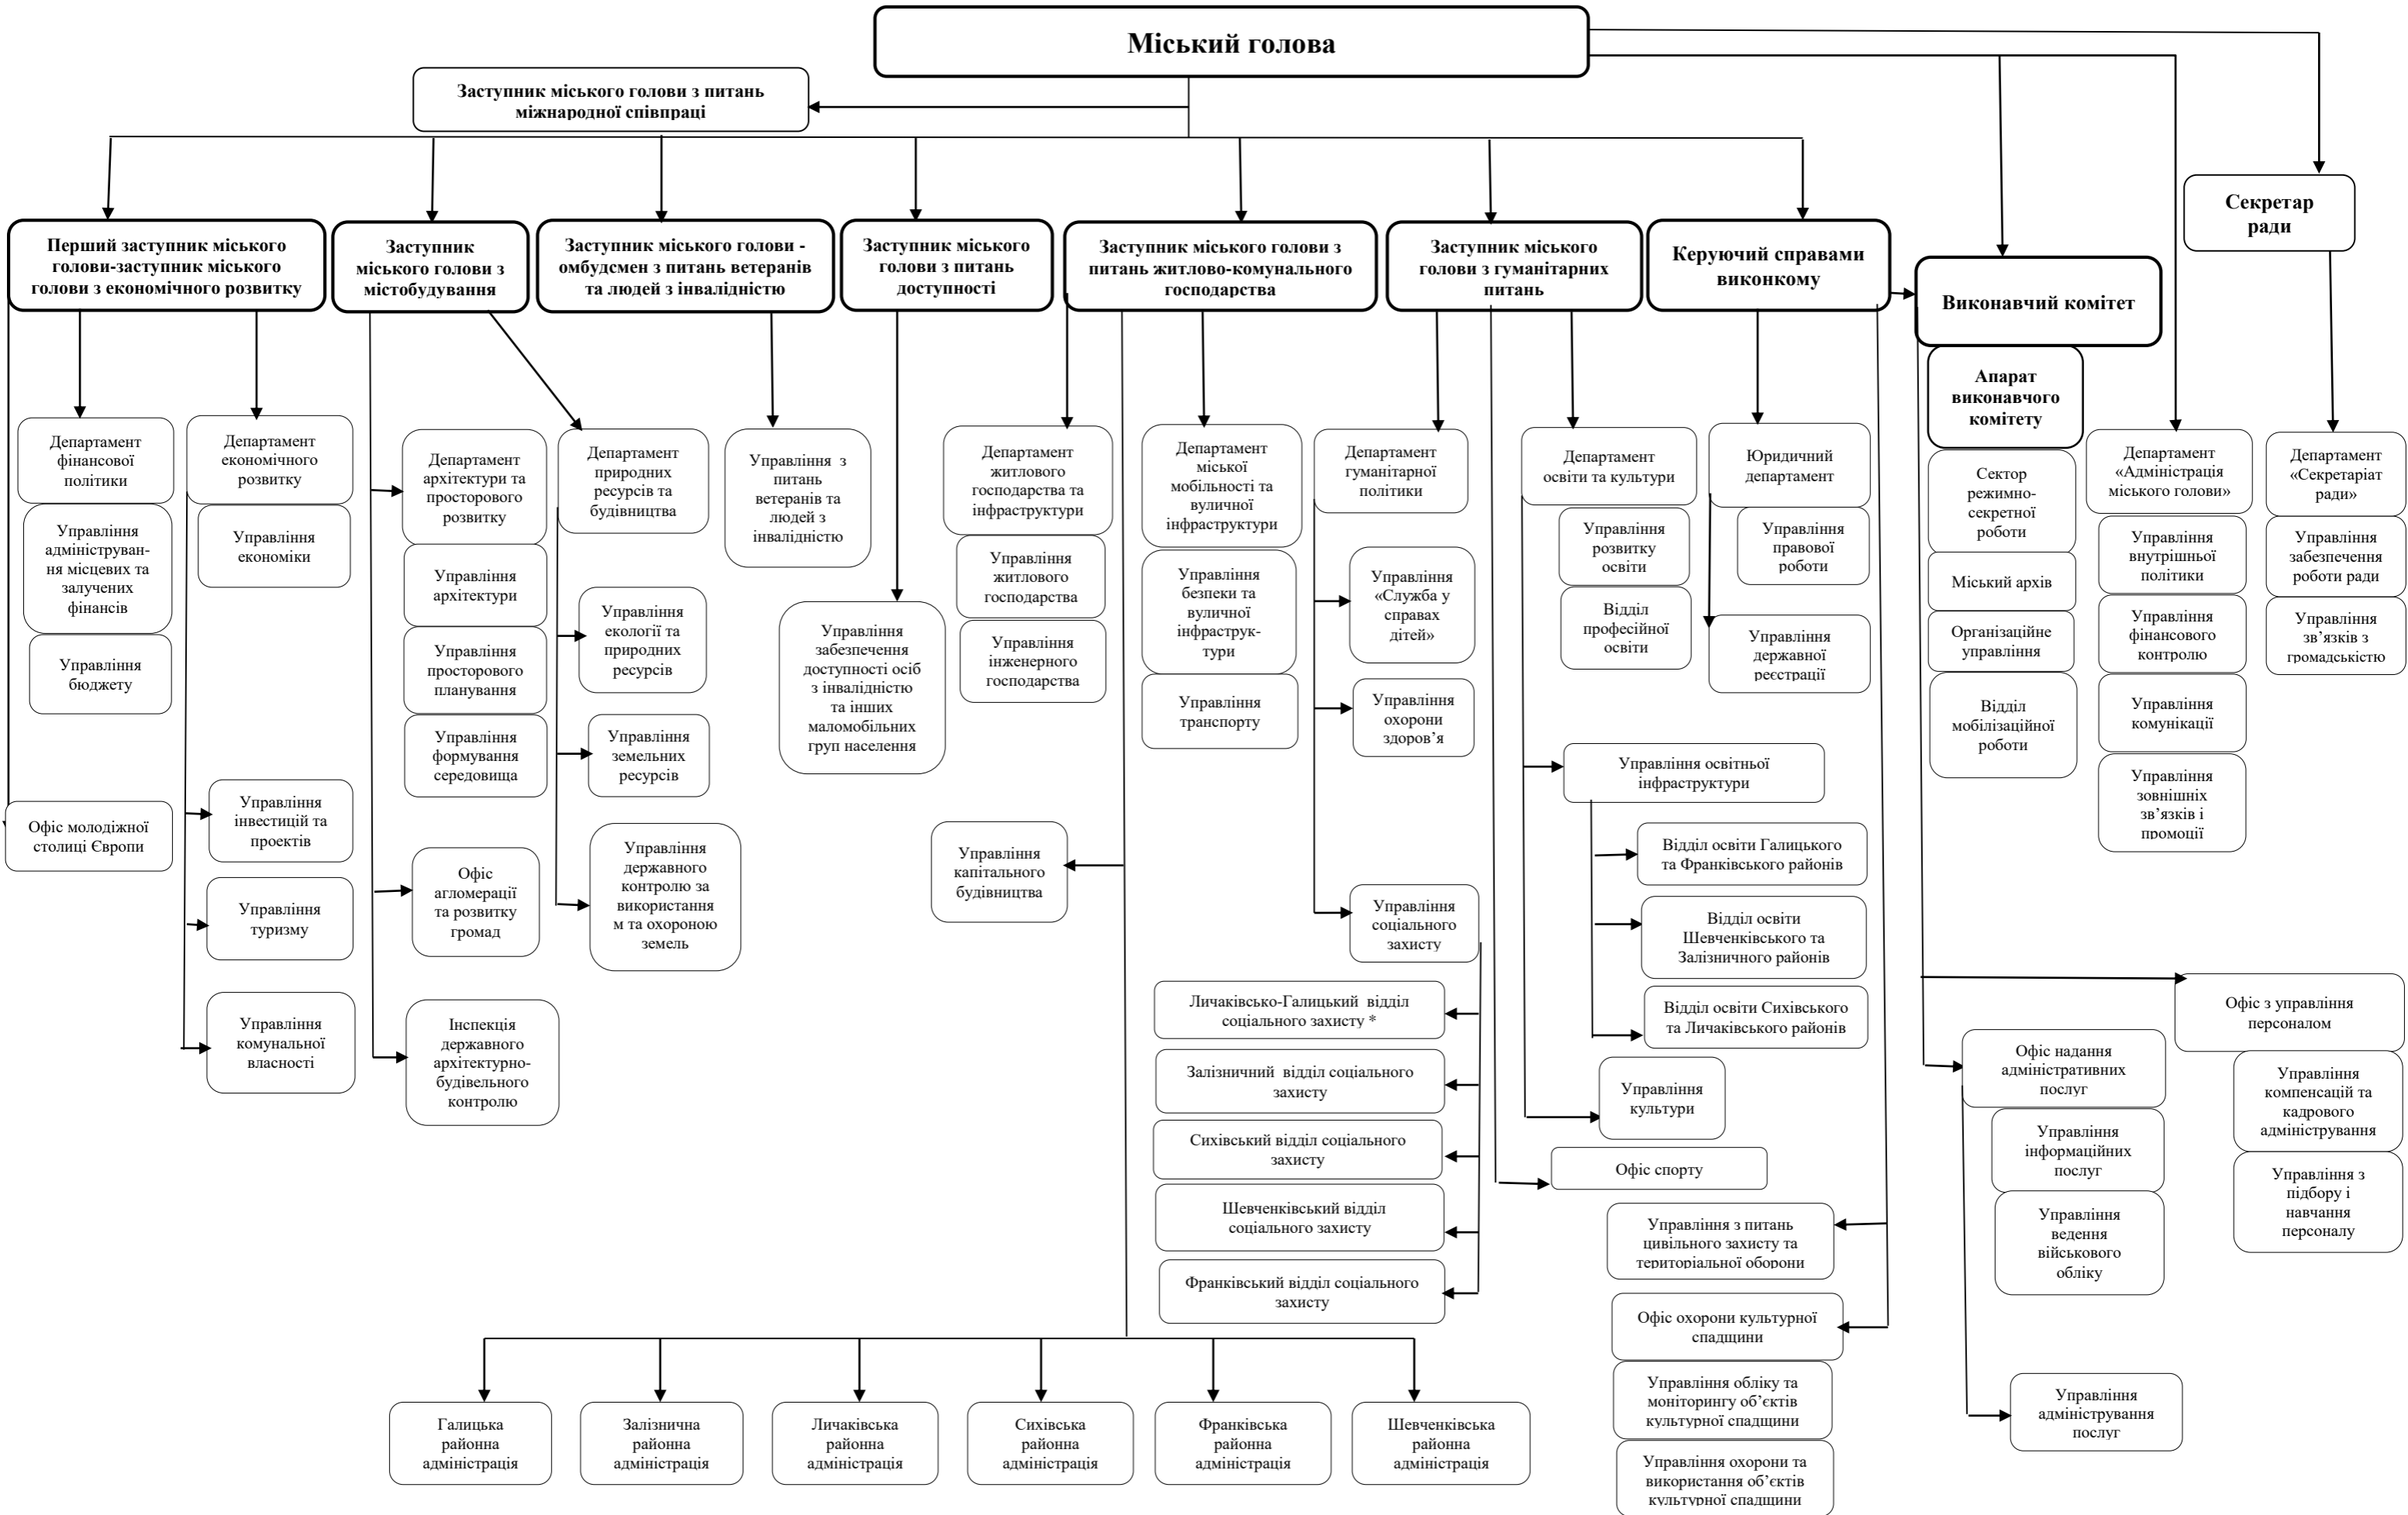 Міський голова
Заступник міського голови з питань
міжнародної співпраці
Секретар
ради
Перший заступник міського
голови-заступник міського
голови з економічного розвитку
Заступник
міського голови з
містобудування
Заступник міського голови -
омбудсмен з питань ветеранів
та людей з інвалідністю
Заступник міського
голови з питань
доступності
Заступник міського голови з
питань житлово-комунального
господарства
Заступник міського
голови з гуманітарних
питань
Керуючий справами
виконкому
Виконавчий комітет
Апарат
виконавчого
комітету
Департамент
фінансової
політики
Управління
адмініструван-
ня місцевих та
залучених
фінансів
Управління
бюджету
Офіс молодіжної
столиці Європи
Департамент
економічного
розвитку
Управління
економіки
Управління
інвестицій та
проектів
Управління
туризму
Управління
комунальної
власності
Департамент
архітектури та
просторового
розвитку
Управління
архітектури
Управління
просторового
планування
Управління
формування
середовища
Офіс
агломерації
та розвитку
громад
Інспекція
державного
архітектурно-
будівельного
контролю
Департамент
природних
ресурсів та
будівництва
Управління
екології та
природних
ресурсів
Управління
земельних
ресурсів
Управління
державного
контролю за
використання
м та охороною
земель
Управління з
питань
ветеранів та
людей з
інвалідністю
Управління
забезпечення
доступності осіб
з інвалідністю
та інших
маломобільних
груп населення
Департамент
житлового
господарства та
інфраструктури
Управління
житлового
господарства
Управління
інженерного
господарства
Управління
капітального
будівництва
Департамент
міської
мобільності та
вуличної
інфраструктури
Управління
безпеки та
вуличної
інфраструк-
тури
Управління
транспорту
Департамент
гуманітарної
політики
Управління
«Служба у
справах
дітей»
Управління
охорони
здоров’я
Управління
соціального
захисту
Личаківсько-Галицький відділ
соціального захисту *
Залізничний відділ соціального
захисту
Сихівський відділ соціального
захисту
Шевченківський відділ
соціального захисту
Франківський відділ соціального
захисту
Департамент
освіти та культури
Управління
розвитку
освіти
Відділ
професійної
освіти
Управління освітньої
інфраструктури
Відділ освіти Галицького
та Франківського районів
Відділ освіти
Шевченківського та
Залізничного районів
Відділ освіти Сихівського
та Личаківського районів
Управління
культури
Офіс спорту
Юридичний
департамент
Управління
правової
роботи
Управління
державної
реєстрації
Управління з питань
цивільного захисту та
територіальної оборони
Офіс охорони культурної
спадщини
Управління обліку та
моніторингу об’єктів
культурної спадщини
Управління охорони та
використання об’єктів
культурної спадщини
Сектор
режимно-
секретної
роботи
Міський архів
Організаційне
управління
Відділ
мобілізаційної
роботи
Департамент
«Адміністрація
міського голови»
Управління
внутрішньої
політики
Управління
фінансового
контролю
Управління
комунікації
Управління
зовнішніх
зв’язків і
промоції
Департамент
«Секретаріат
ради»
Управління
забезпечення
роботи ради
Управління
зв’язків з
громадськістю
Офіс з управління
персоналом
Управління
компенсацій та
кадрового
адміністрування
Управління з
підбору і
навчання
персоналу
Офіс надання
адміністративних
послуг
Управління
інформаційних
послуг
Управління
ведення
військового
обліку
Управління
адміністрування
послуг
Галицька
районна
адміністрація
Залізнична
районна
адміністрація
Личаківська
районна
адміністрація
Сихівська
районна
адміністрація
Франківська
районна
адміністрація
Шевченківська
районна
адміністрація